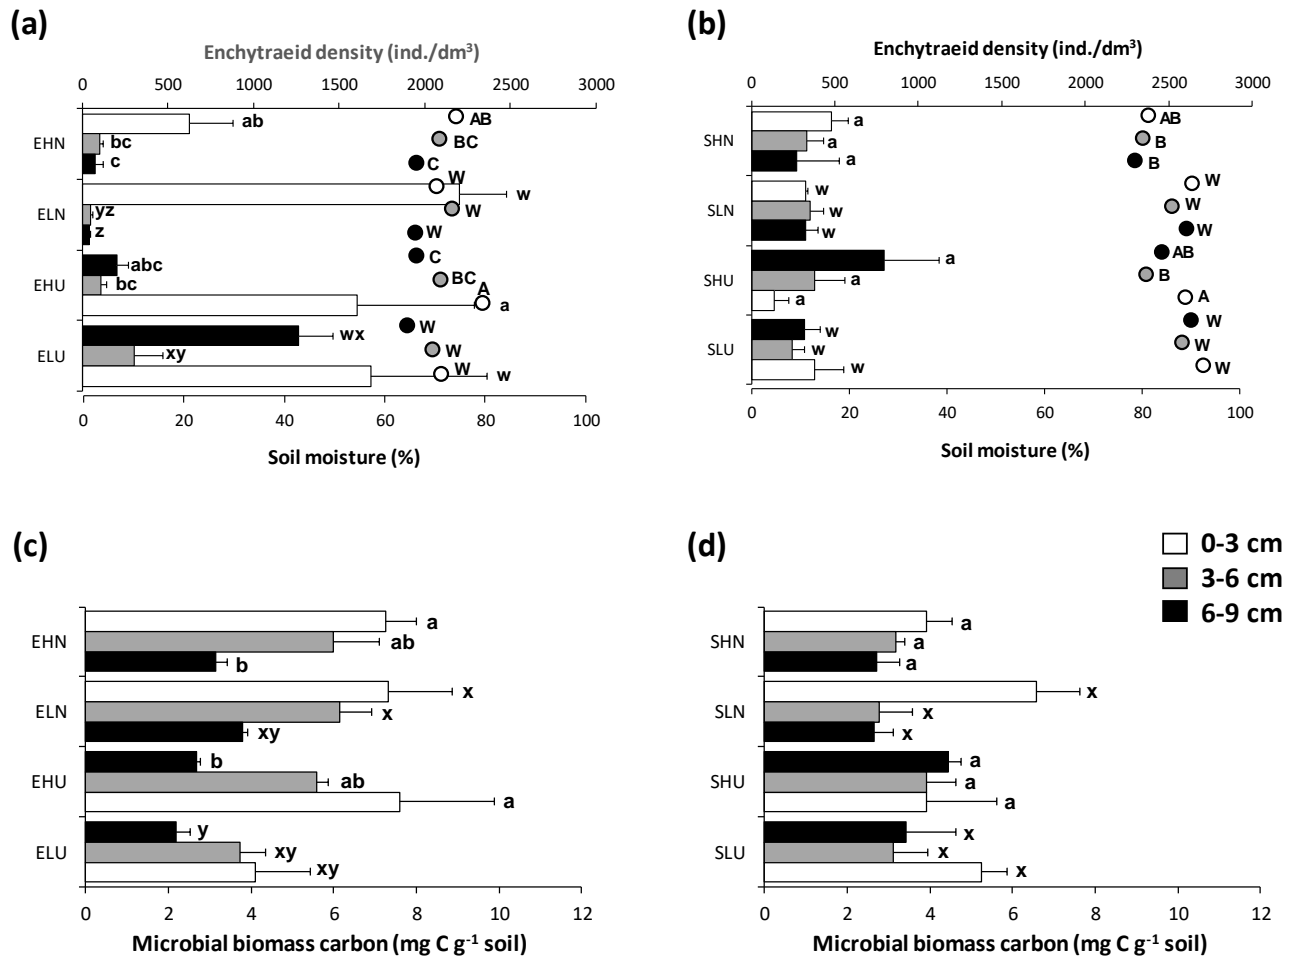 (a)
Enchytraeid density (ind./dm³)
0 500 1000 1500 2000 2500 3000
EHN
ab
AB
bc
BC
c
C
ELN
W
w
yz
W
z
W
EHU
C
abc
BC
bc
A
a
ELU
W
wx
W
xy
W
w
0 20 40 60 80 100
Soil moisture (%)
(b)
Enchytraeid density (ind./dm³)
0 500 1000 1500 2000 2500 3000
SHN
a
AB
a
B
a
B
SLN
w
W
w
W
w
W
SHU
a
AB
a
B
a
A
SLU
w
W
w
W
w
W
0 20 40 60 80 100
Soil moisture (%)
(c)
EHN
a
ab
b
ELN
x
x
xy
EHU
b
ab
a
ELU
y
xy
xy
0 2 4 6 8 10 12
Microbial biomass carbon (mg C g⁻¹ soil)
(d)
0-3 cm
3-6 cm
6-9 cm
SHN
a
a
a
SLN
x
x
x
SHU
a
a
a
SLU
x
x
x
0 2 4 6 8 10 12
Microbial biomass carbon (mg C g⁻¹ soil)